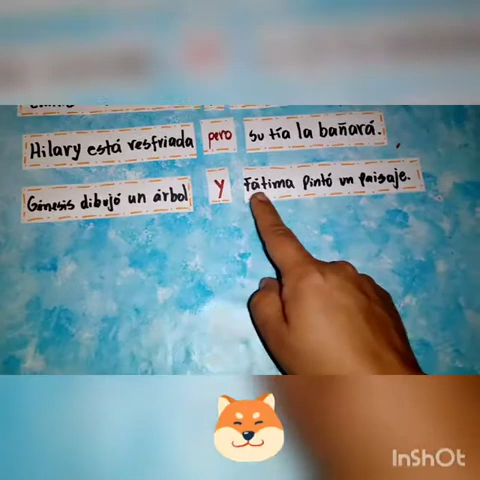 Hilary está resfriada pero su tía la bañará.
Génesis dibujó un árbol y Fátima Pintó un paisaje.
InShOt